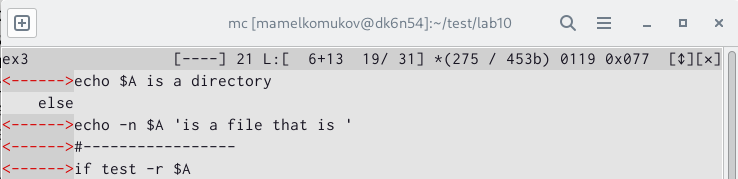 mc [mamelkomukov@dk6n54]:~/test/lab10
ex3 [----] 21 L:[ 6+13 19/ 31] *(275 / 453b) 0119 0x077 [↕][×]
<------>echo $A is a directory
else
<------>echo -n $A 'is a file that is '
<------>#-----------------
<------>if test -r $A